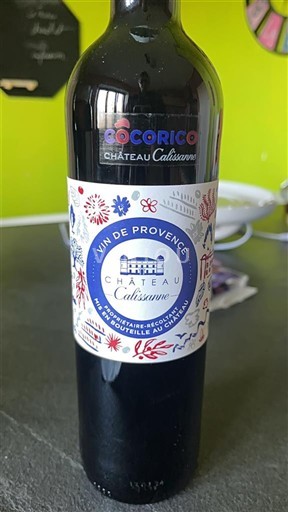 COCORICO
CHÂTEAU Calissanne
VIN DE PROVENCE
CHÂTEAU
Calissanne
PROPRIÉTAIRE-RÉCOLTANT
MIS EN BOUTEILLE AU CHÂTEAU